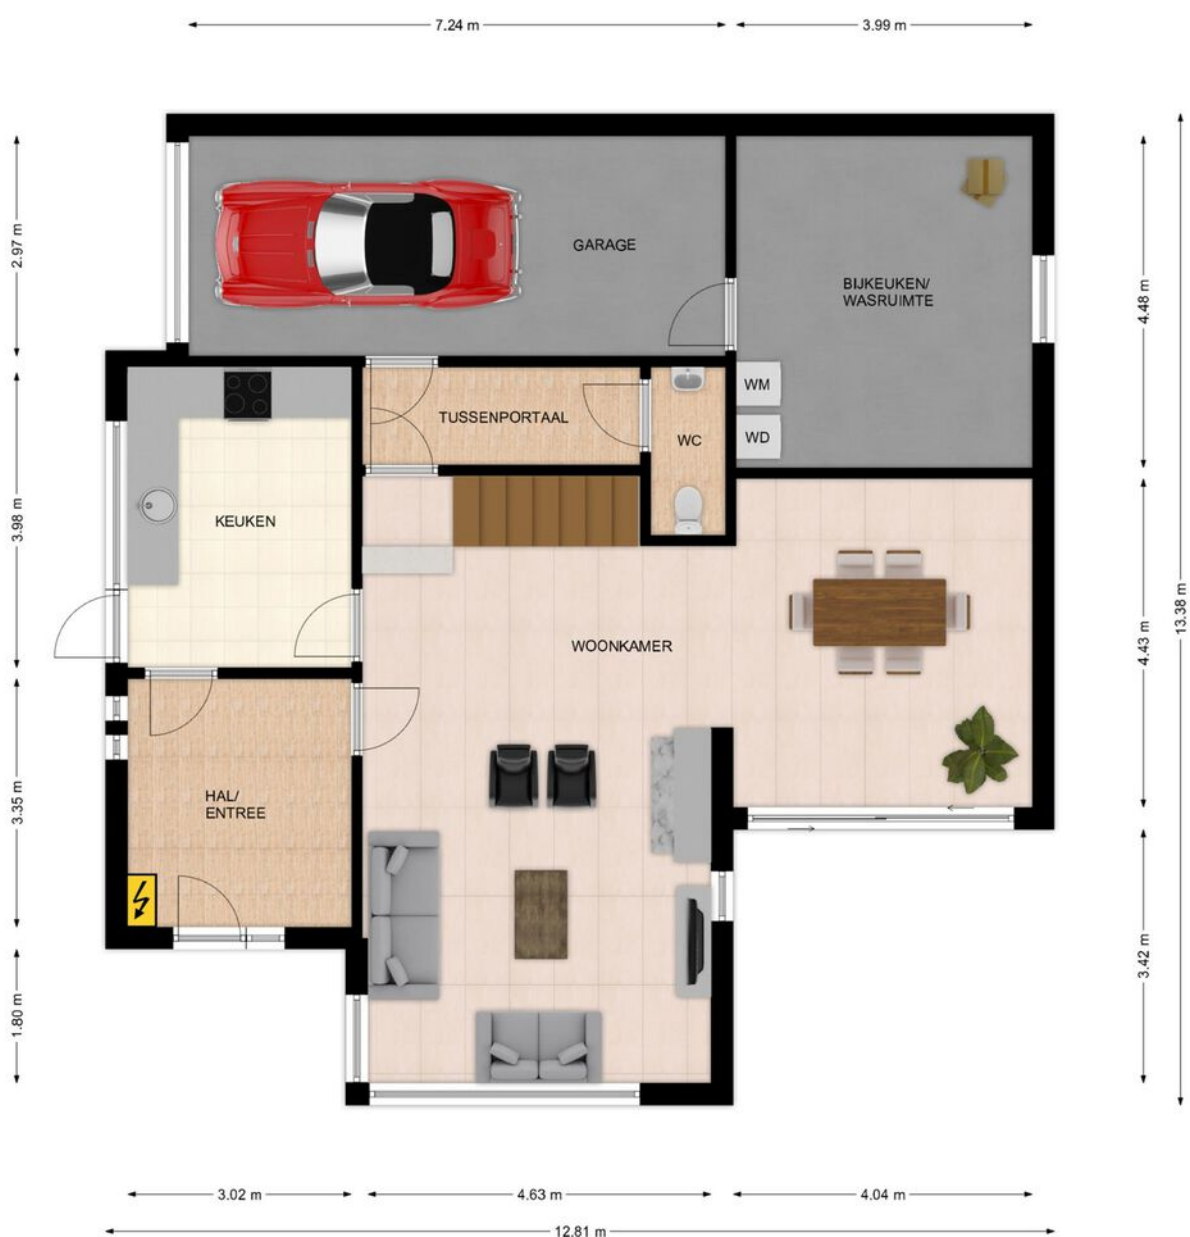 7.24 m
3.99 m
2.97 m
GARAGE
BIJKEUKEN/
WASRUIMTE
4.48 m
13.38 m
WM
WD
TUSSENPORTAAL
WC
3.98 m
KEUKEN
WOONKAMER
4.43 m
3.35 m
HAL/
ENTREE
3.42 m
1.80 m
3.02 m
4.63 m
4.04 m
12.81 m